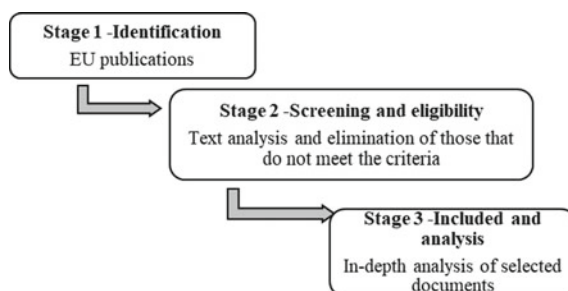 Stage 1 -Identification
EU publications
Stage 2 -Screening and eligibility
Text analysis and elimination of those that
do not meet the criteria
Stage 3 -Included and
analysis
In-depth analysis of selected
documents